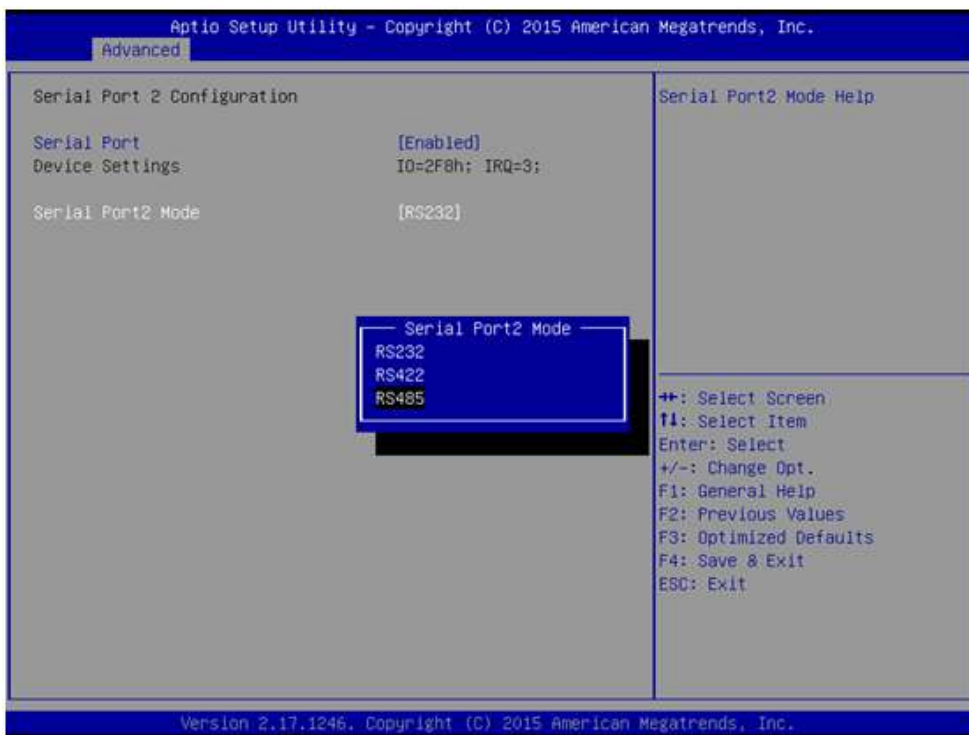 Aptio Setup Utility – Copyright (C) 2015 American Megatrends, Inc.
Advanced
Serial Port 2 Configuration
Serial Port [Enabled]
Device Settings IO=2F8h; IRQ=3;
Serial Port2 Mode [RS232]
Serial Port2 Mode Help
Serial Port2 Mode
RS232
RS422
RS485
→←: Select Screen
↑↓: Select Item
Enter: Select
+/-: Change Opt.
F1: General Help
F2: Previous Values
F3: Optimized Defaults
F4: Save & Exit
ESC: Exit
Version 2.17.1246. Copyright (C) 2015 American Megatrends, Inc.